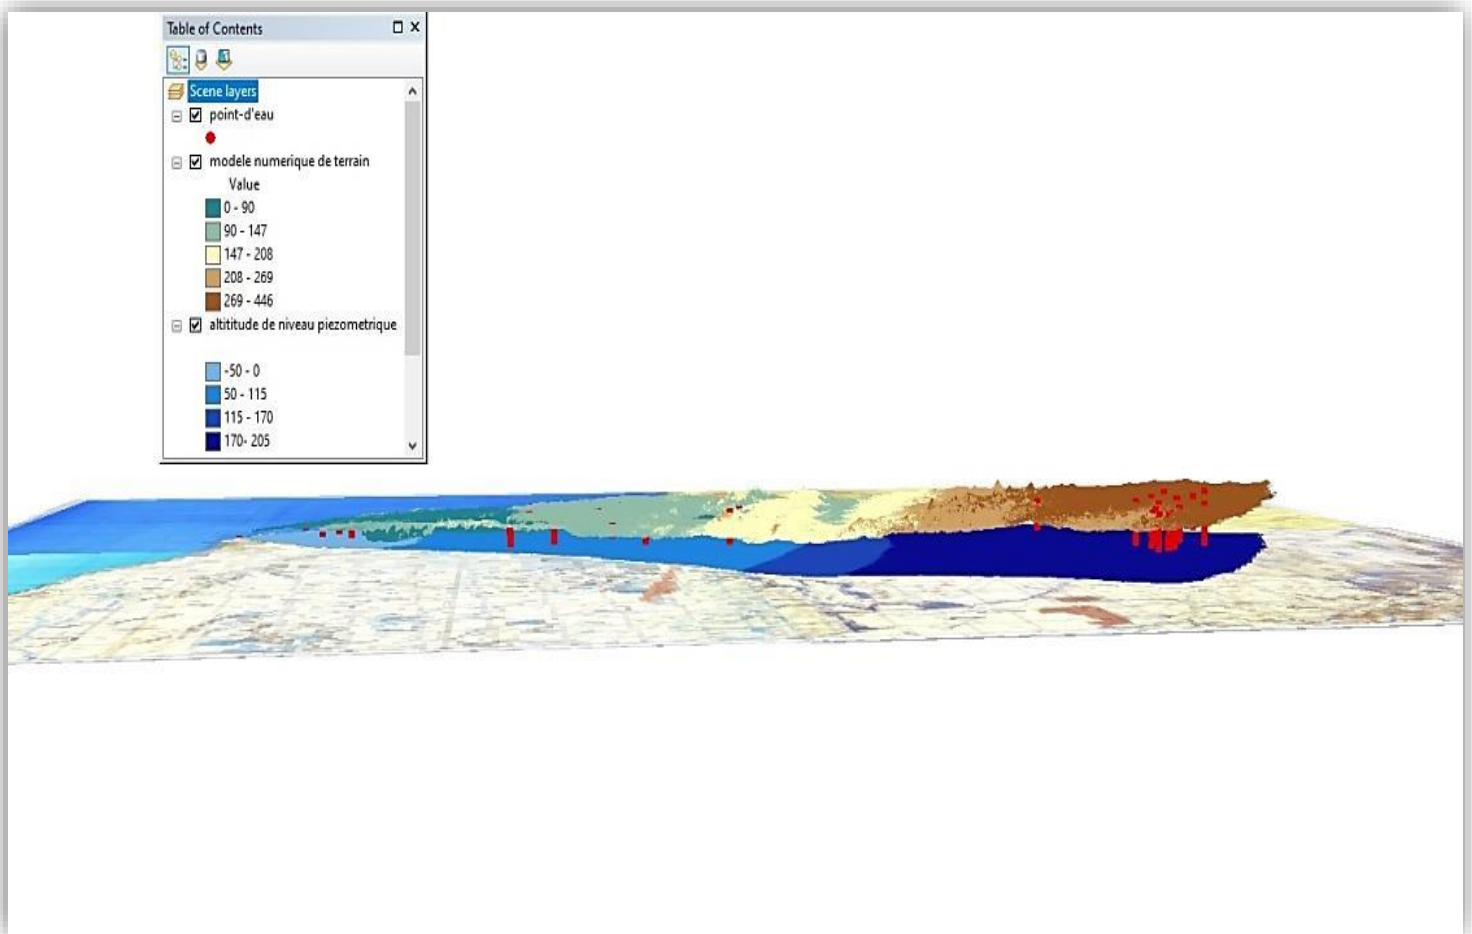 Table of Contents
Scene layers
point-d'eau
modele numerique de terrain
Value
0 - 90
90 - 147
147 - 208
208 - 269
269 - 446
altititude de niveau piezometrique
-50 - 0
50 - 115
115 - 170
170- 205